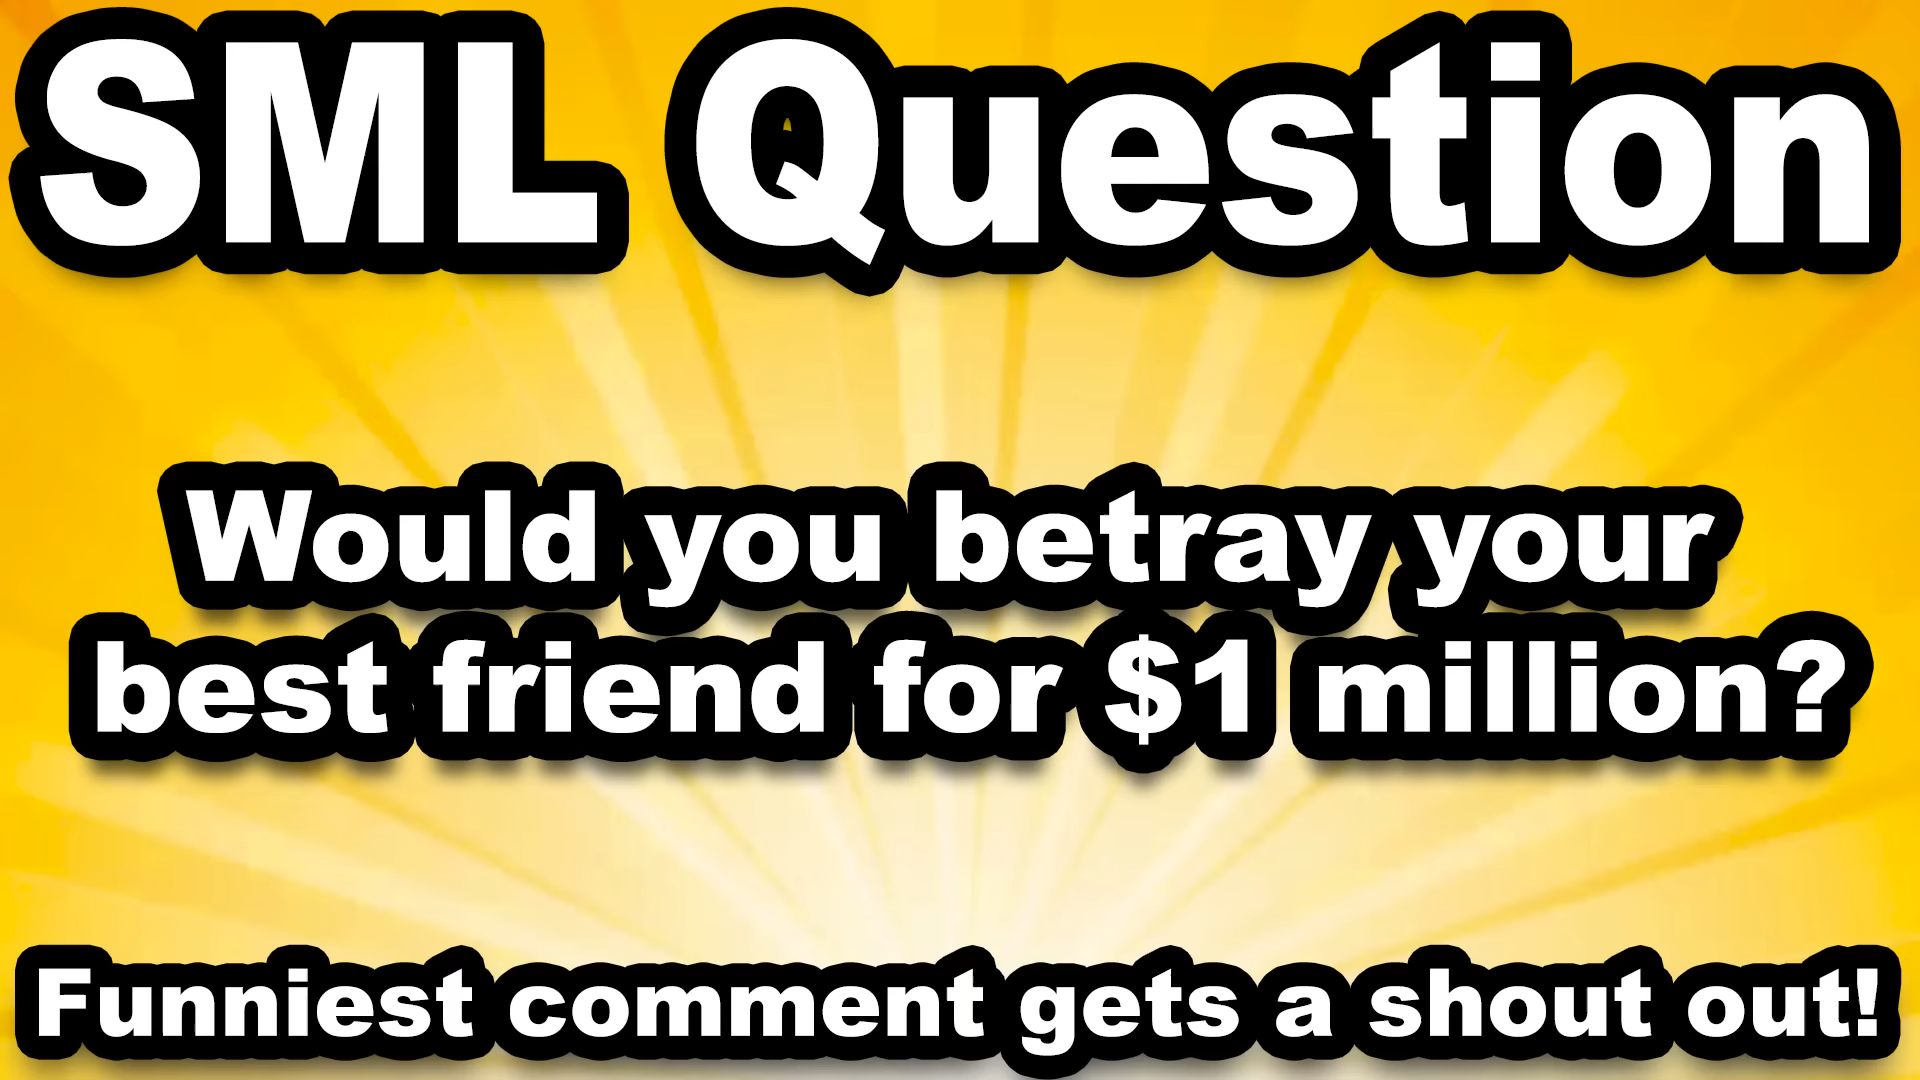 SML Question
Would you betray your
best friend for $1 million?
Funniest comment gets a shout out!